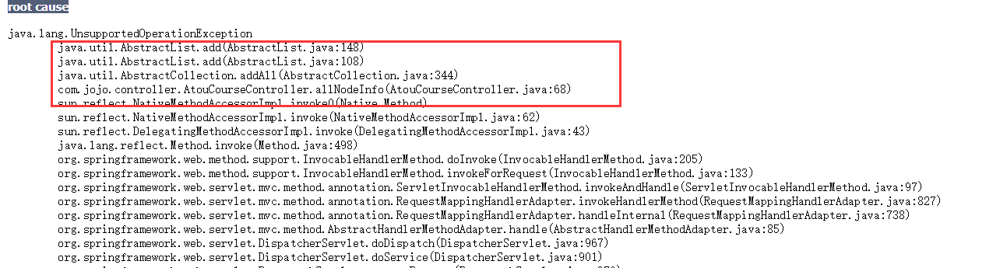 root cause
java.lang.UnsupportedOperationException
java.util.AbstractList.add(AbstractList.java:148)
java.util.AbstractList.add(AbstractList.java:108)
java.util.AbstractCollection.addAll(AbstractCollection.java:344)
com.jojo.controller.AtouCourseController.allNodeInfo(AtouCourseController.java:68)
sun.reflect.NativeMethodAccessorImpl.invoke0(Native Method)
sun.reflect.NativeMethodAccessorImpl.invoke(NativeMethodAccessorImpl.java:62)
sun.reflect.DelegatingMethodAccessorImpl.invoke(DelegatingMethodAccessorImpl.java:43)
java.lang.reflect.Method.invoke(Method.java:498)
org.springframework.web.method.support.InvocableHandlerMethod.doInvoke(InvocableHandlerMethod.java:205)
org.springframework.web.method.support.InvocableHandlerMethod.invokeForRequest(InvocableHandlerMethod.java:133)
org.springframework.web.servlet.mvc.method.annotation.ServletInvocableHandlerMethod.invokeAndHandle(ServletInvocableHandlerMethod.java:97)
org.springframework.web.servlet.mvc.method.annotation.RequestMappingHandlerAdapter.invokeHandlerMethod(RequestMappingHandlerAdapter.java:827)
org.springframework.web.servlet.mvc.method.annotation.RequestMappingHandlerAdapter.handleInternal(RequestMappingHandlerAdapter.java:738)
org.springframework.web.servlet.mvc.method.AbstractHandlerMethodAdapter.handle(AbstractHandlerMethodAdapter.java:85)
org.springframework.web.servlet.DispatcherServlet.doDispatch(DispatcherServlet.java:967)
org.springframework.web.servlet.DispatcherServlet.doService(DispatcherServlet.java:901)